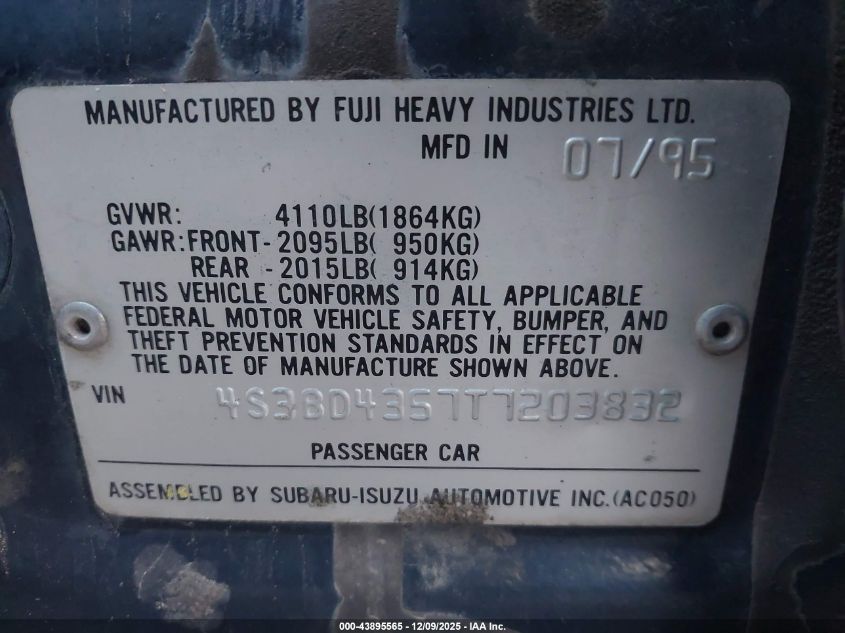 MANUFACTURED BY FUJI HEAVY INDUSTRIES LTD.
MFD IN 07/95
GVWR: 4110LB(1864KG)
GAWR:FRONT-2095LB( 950KG)
REAR -2015LB( 914KG)
THIS VEHICLE CONFORMS TO ALL APPLICABLE
FEDERAL MOTOR VEHICLE SAFETY, BUMPER, AND
THEFT PREVENTION STANDARDS IN EFFECT ON
THE DATE OF MANUFACTURE SHOWN ABOVE.
VIN 4S3BD4357T7203832
PASSENGER CAR
ASSEMBLED BY SUBARU-ISUZU AUTOMOTIVE INC.(AC050)
000-43895565 - 12/09/2025 - IAA Inc.